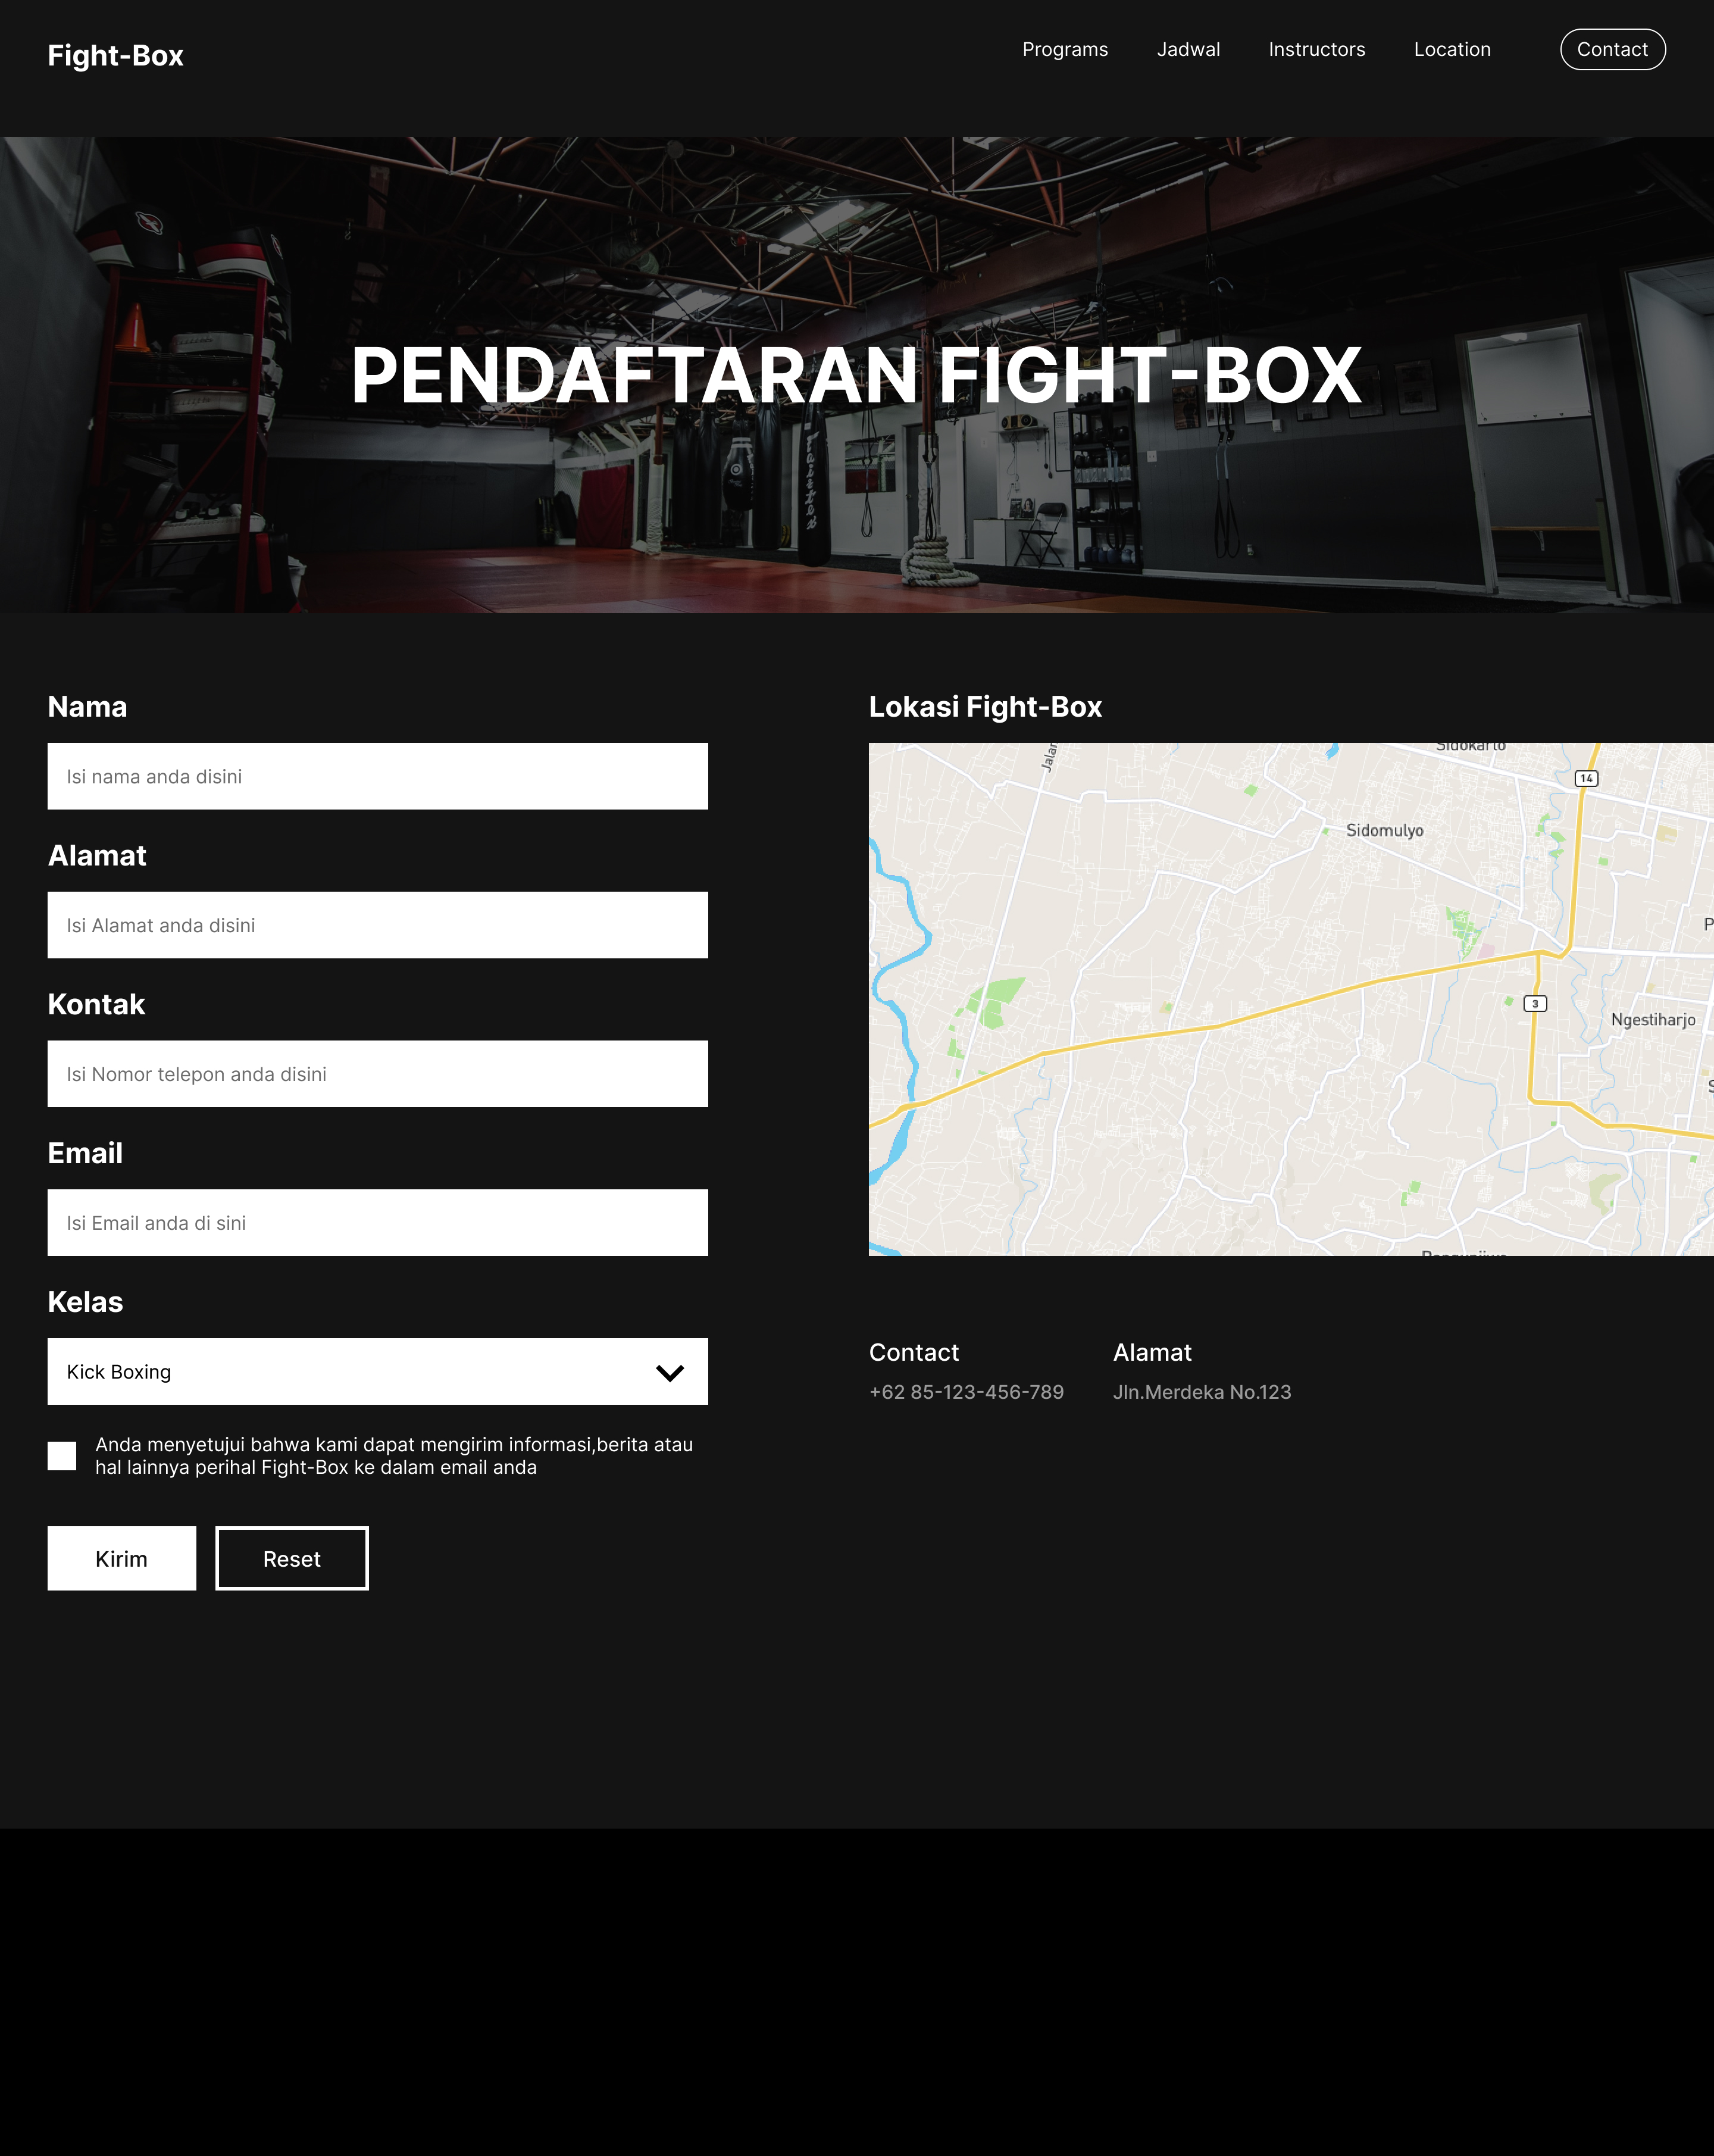 Fight-Box
Programs
Jadwal
Instructors
Location
Contact
PENDAFTARAN FIGHT-BOX
Nama
Isi nama anda disini
Alamat
Isi Alamat anda disini
Kontak
Isi Nomor telepon anda disini
Email
Isi Email anda di sini
Kelas
Kick Boxing
Anda menyetujui bahwa kami dapat mengirim informasi,berita atau
hal lainnya perihal Fight-Box ke dalam email anda
Kirim
Reset
Lokasi Fight-Box
Jalan
Sidokarto
14
Sidomulyo
3
Ngestiharjo
Contact
+62 85-123-456-789
Alamat
Jln.Merdeka No.123